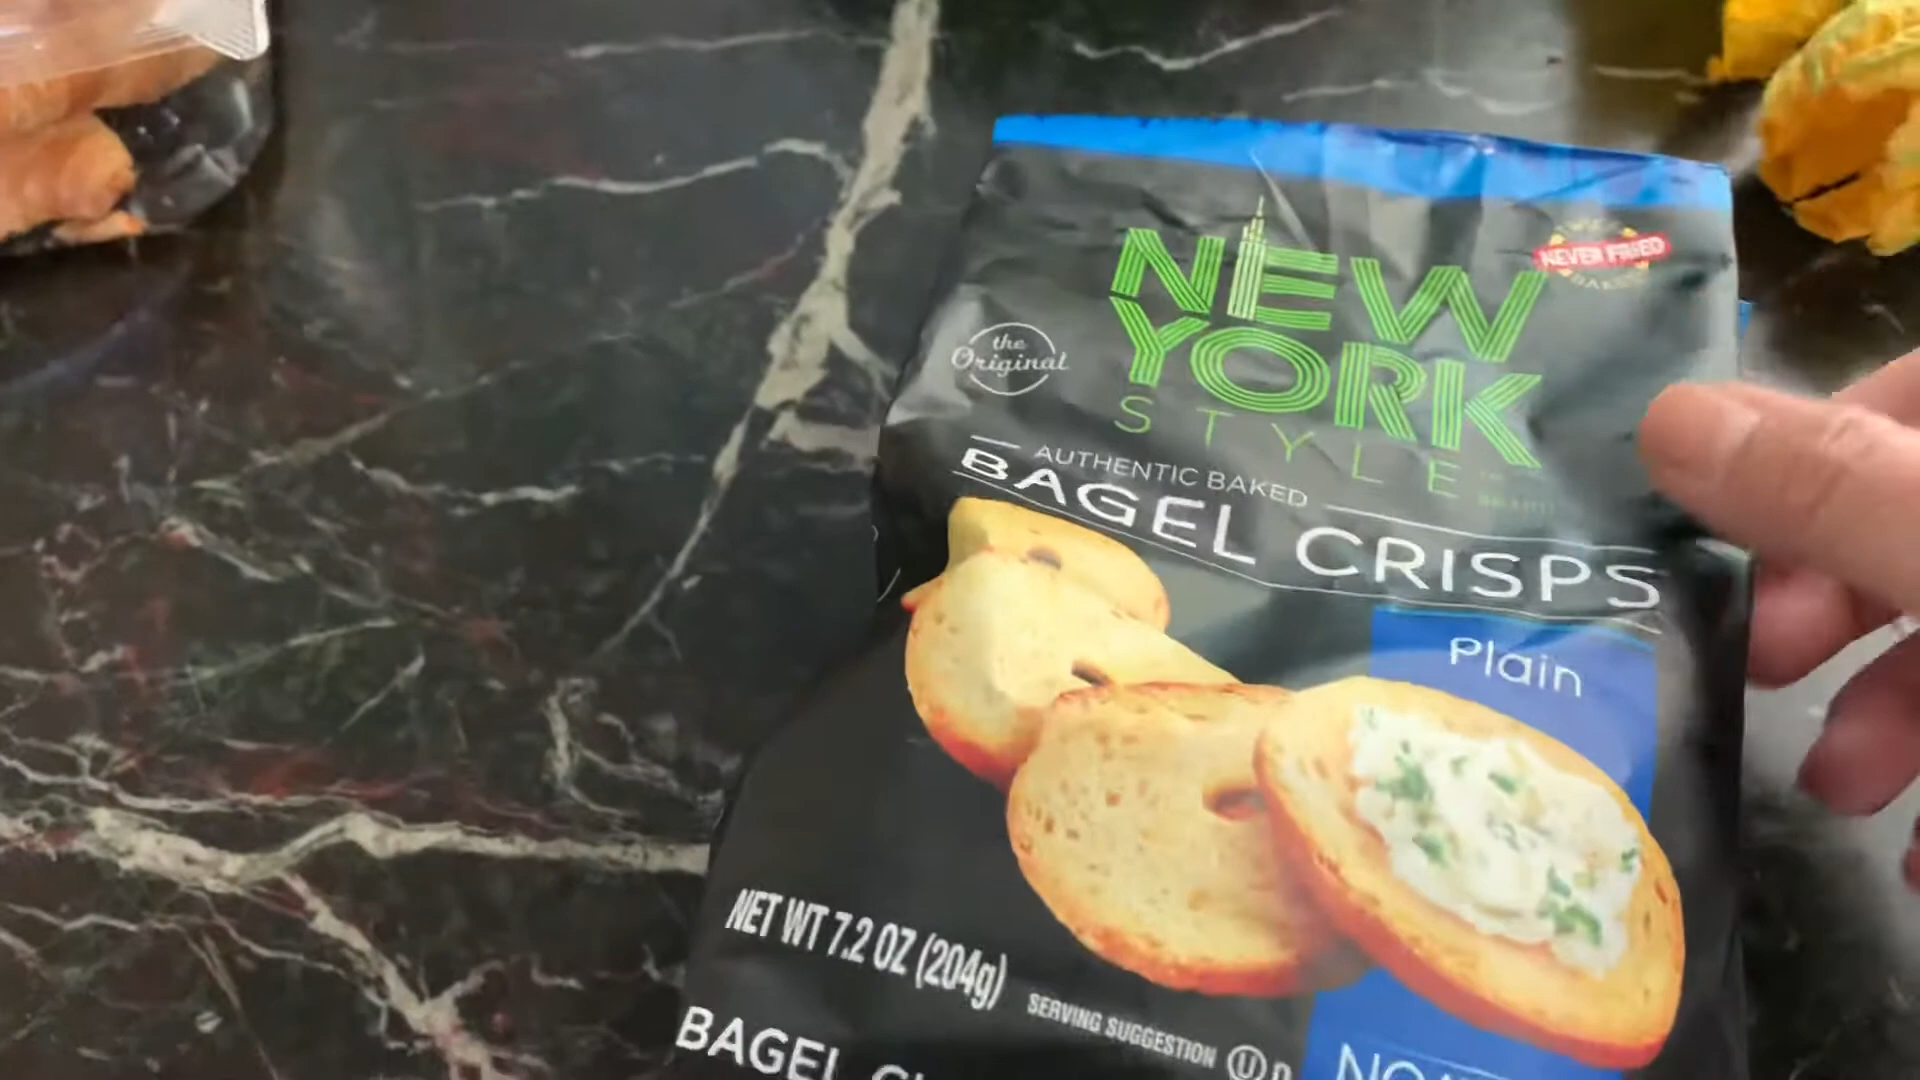 NEVER FRIED
BAKED
NEW
YORK
STYLE
the
Original
AUTHENTIC BAKED
BAGEL CRISPS
Plain
NET WT 7.2 OZ (204g)
SERVING SUGGESTION
U D
BAGEL